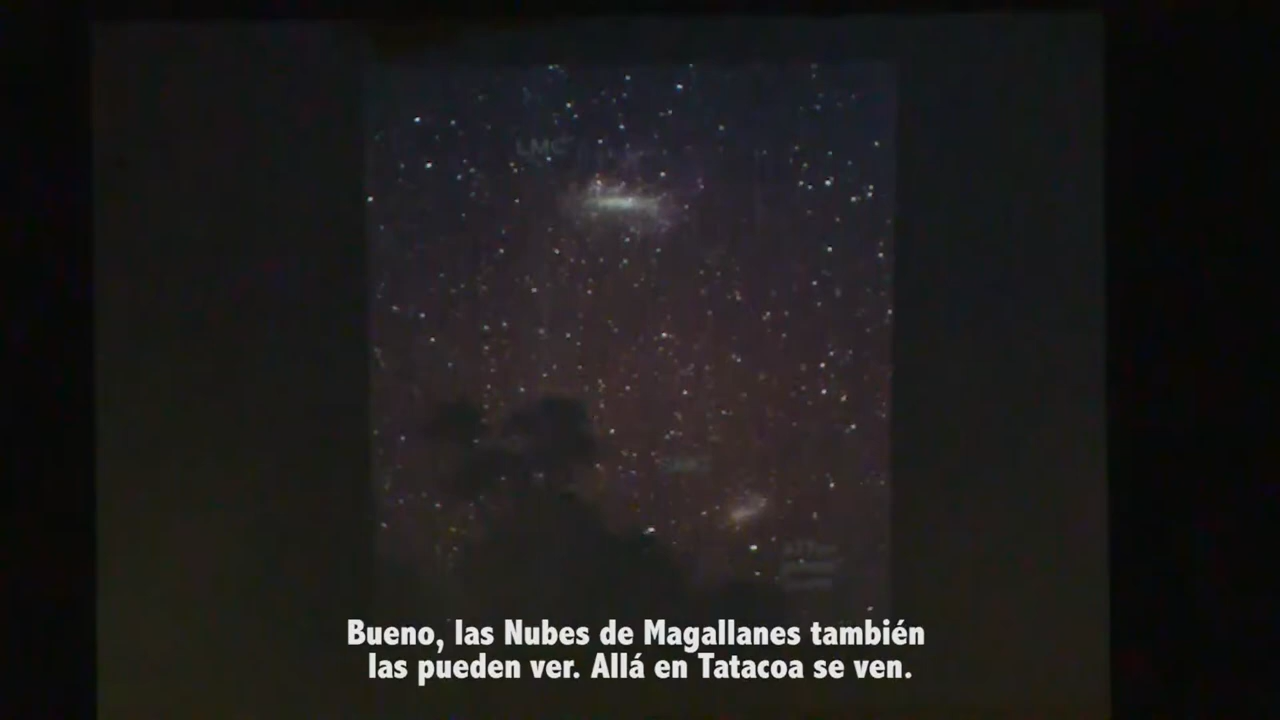 LMC
Bueno, las Nubes de Magallanes también
las pueden ver. Allá en Tatacoa se ven.